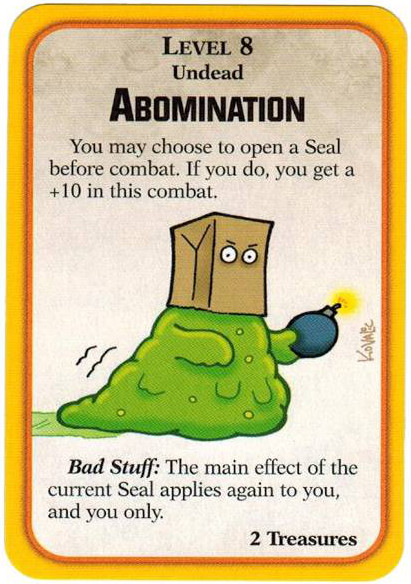 LEVEL 8
Undead
ABOMINATION
You may choose to open a Seal
before combat. If you do, you get a
+10 in this combat.
KOVALIC
Bad Stuff: The main effect of the
current Seal applies again to you,
and you only.
2 Treasures